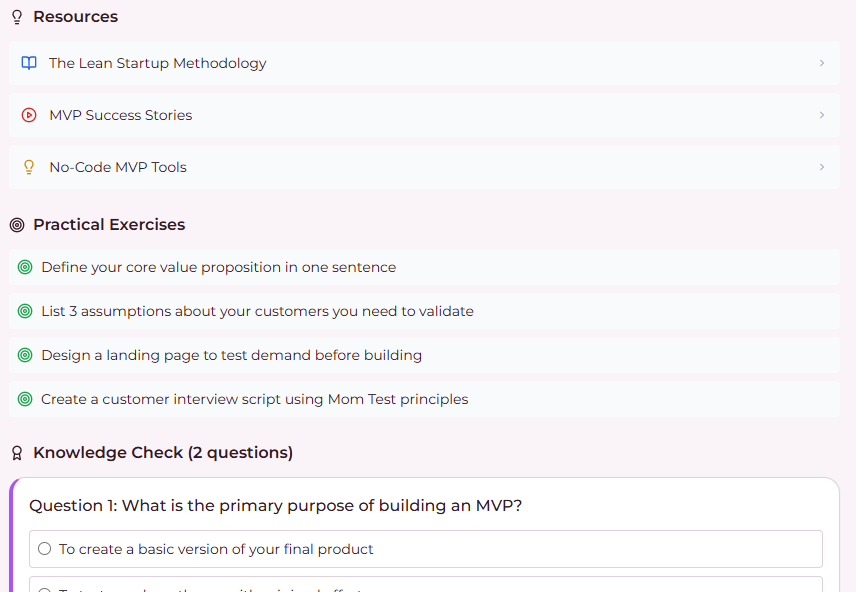 Resources
The Lean Startup Methodology
MVP Success Stories
No-Code MVP Tools
Practical Exercises
Define your core value proposition in one sentence
List 3 assumptions about your customers you need to validate
Design a landing page to test demand before building
Create a customer interview script using Mom Test principles
Knowledge Check (2 questions)
Question 1: What is the primary purpose of building an MVP?
To create a basic version of your final product